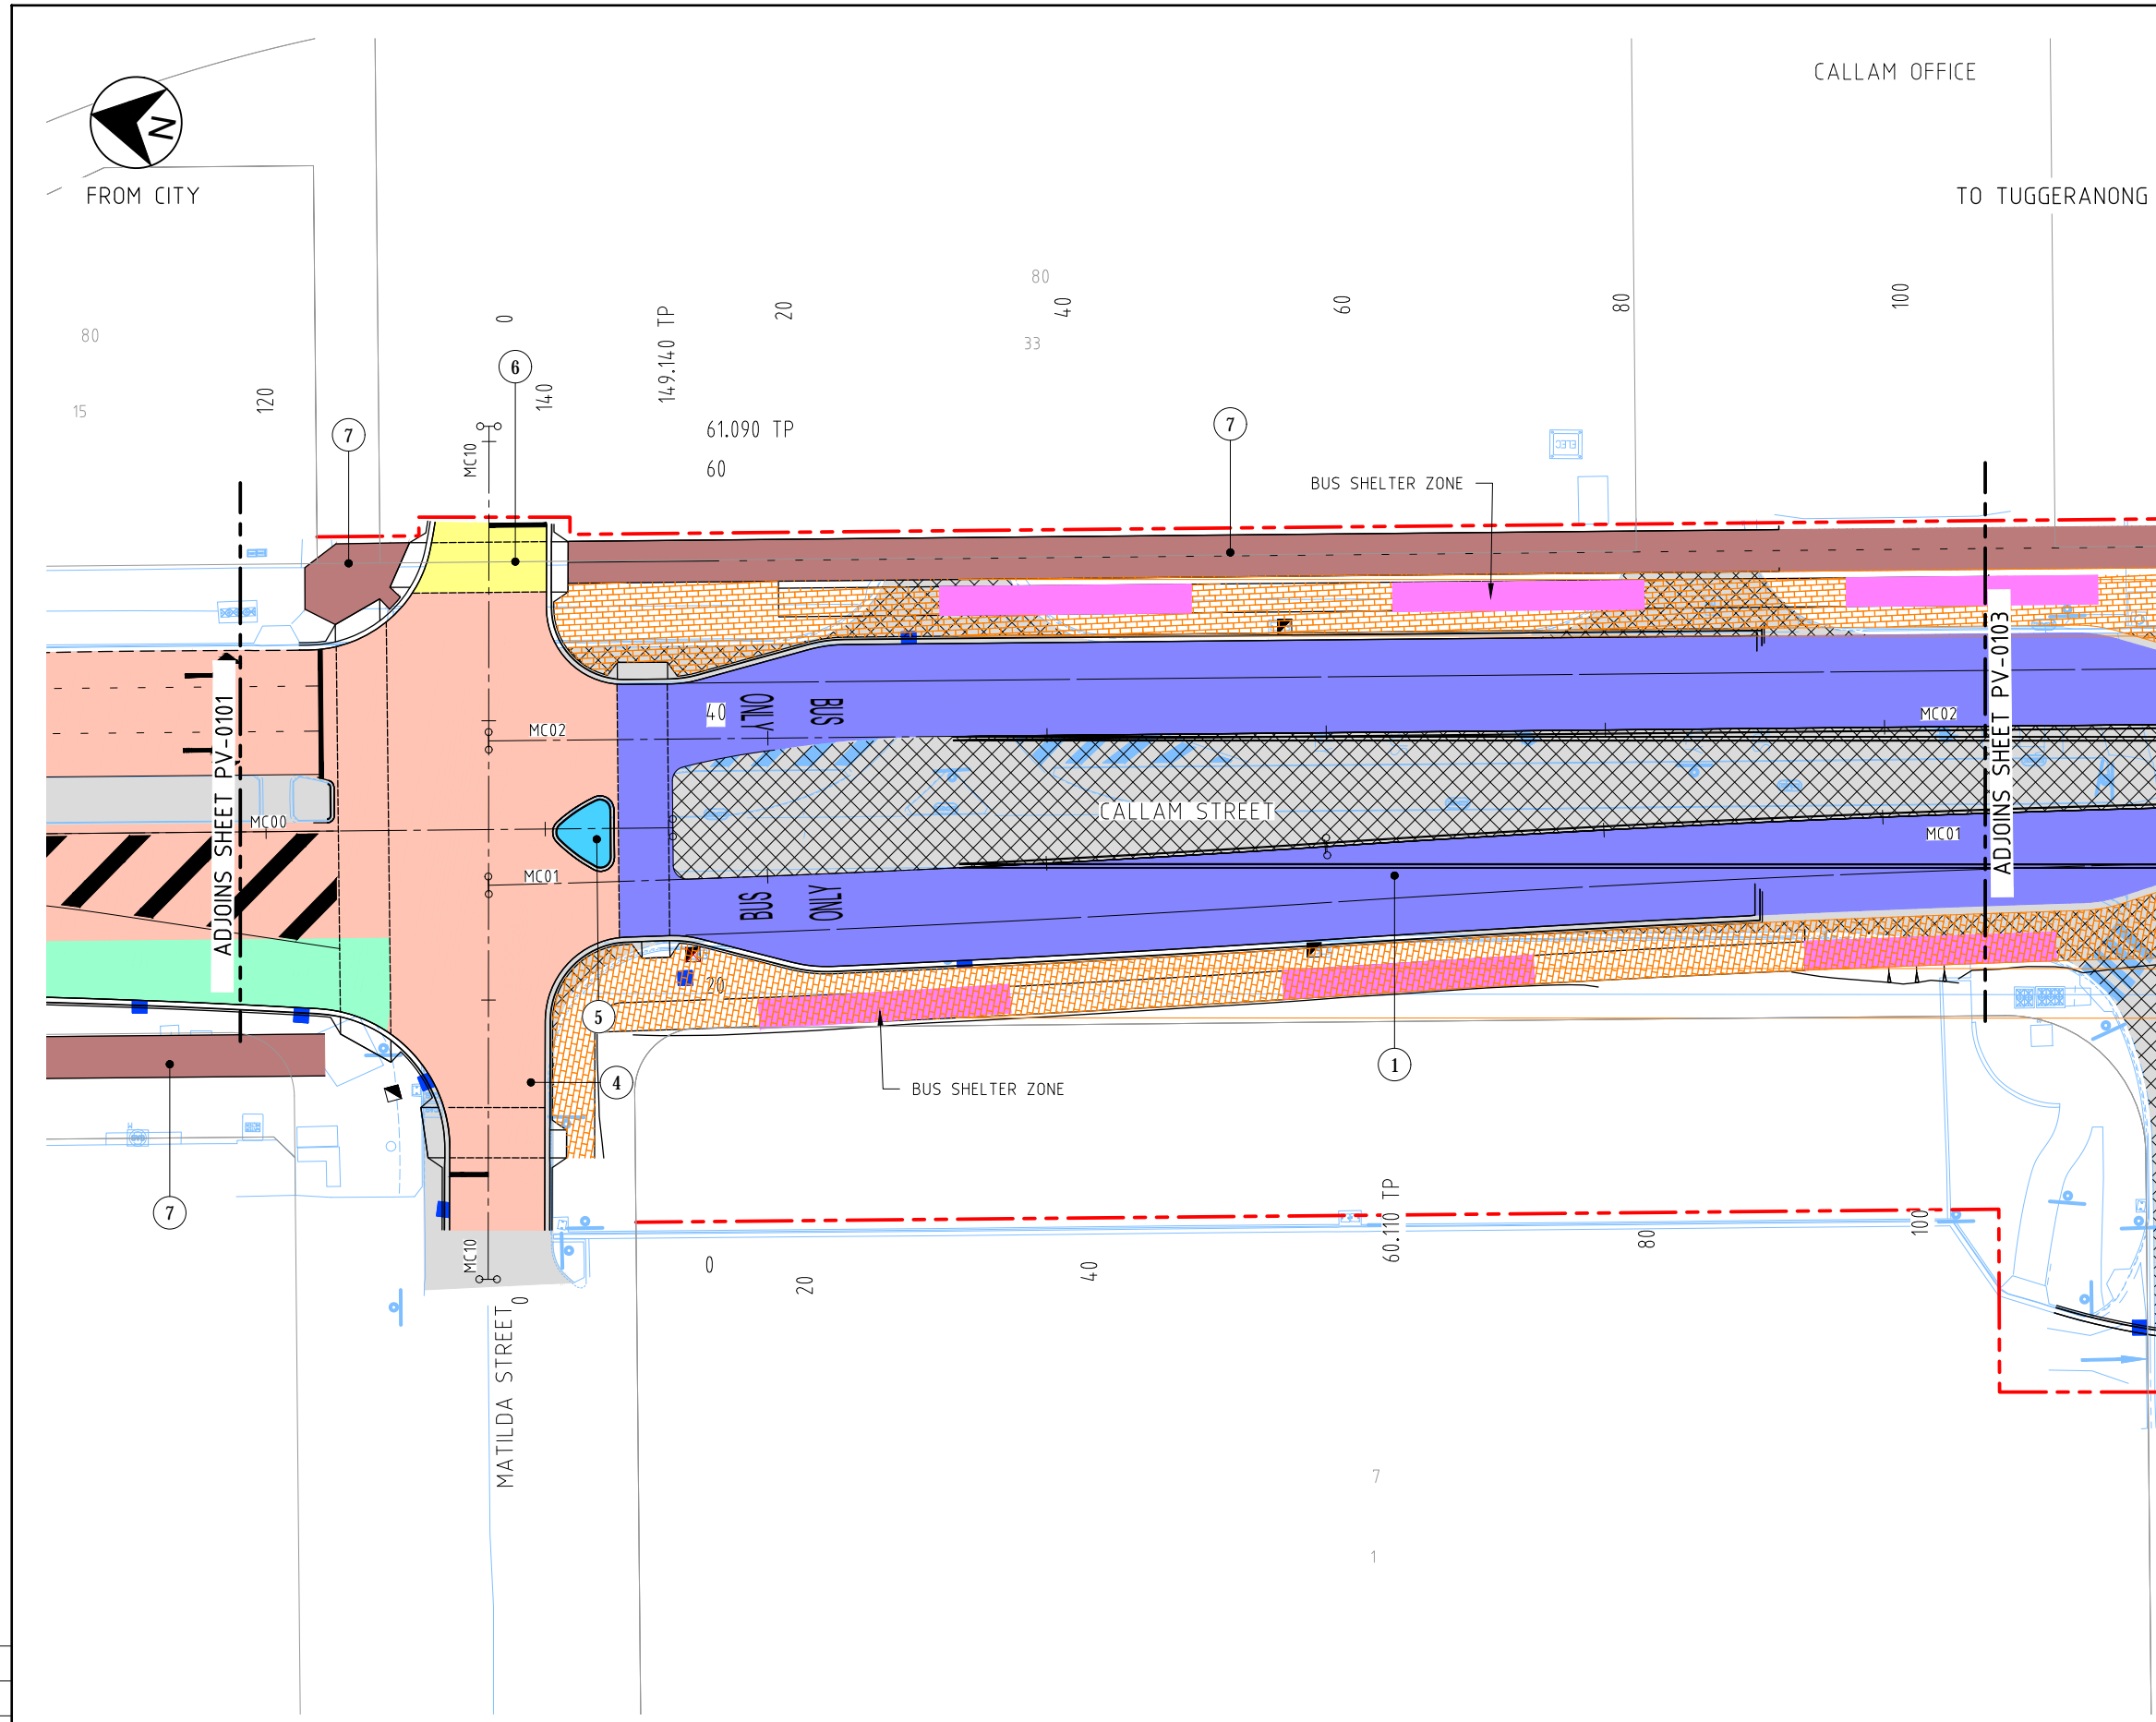 CALLAM OFFICE
N
FROM CITY
TO TUGGERANONG
80
80
33
15
0
20
40
60
80
100
120
140
149.140 TP
61.090 TP
60
6
7
7
MC10
ELEC
BUS SHELTER ZONE
ADJOINS SHEET PV-0101
ADJOINS SHEET PV-0103
MC02
40
BUS
ONLY
MC02
MC00
CALLAM STREET
MC01
MC01
BUS
ONLY
20
5
4
1
7
BUS SHELTER ZONE
MC10
0
20
40
60.110 TP
80
100
0
MATILDA STREET
7
1